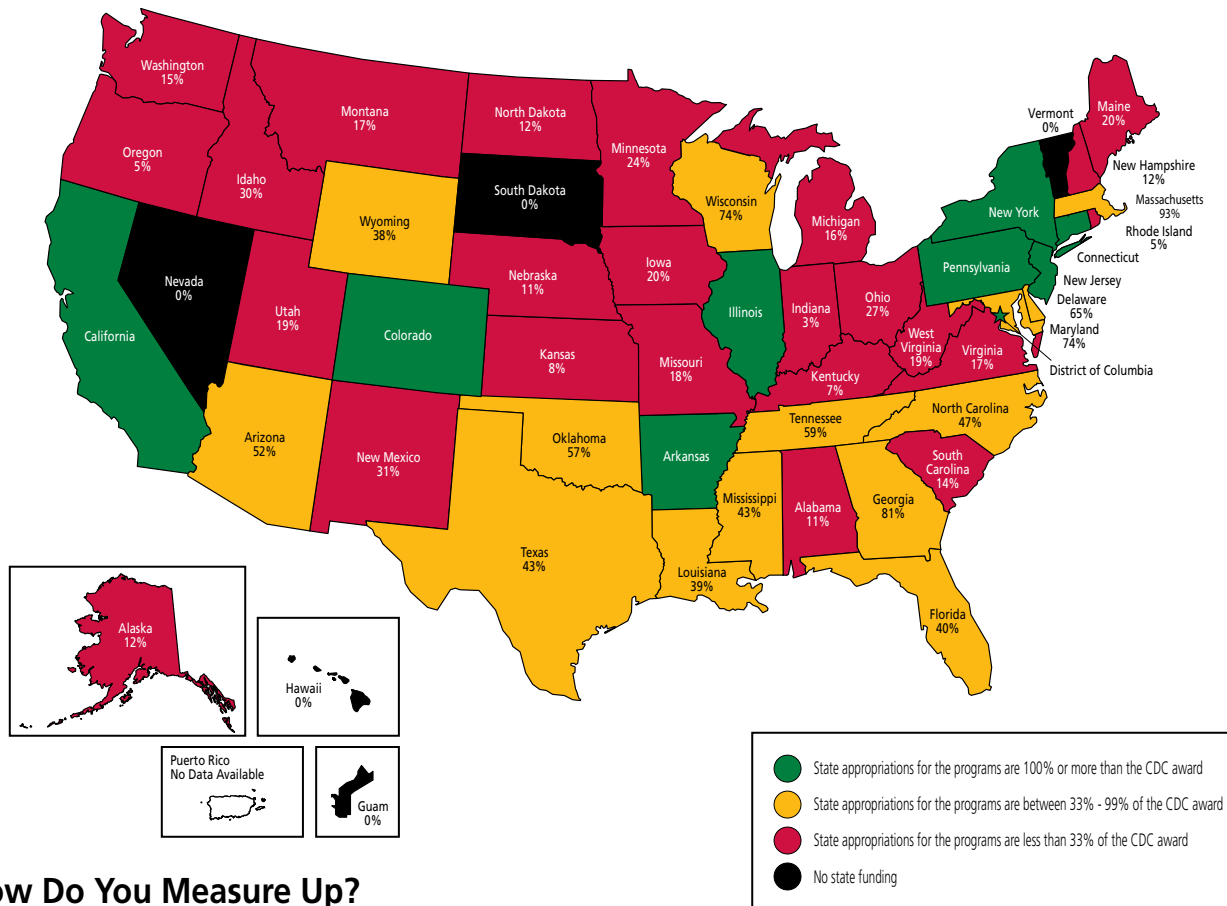 Washington
15%
Oregon
5%
California
Nevada
0%
Idaho
30%
Montana
17%
Wyoming
38%
Utah
19%
Colorado
Arizona
52%
New Mexico
31%
North Dakota
12%
South Dakota
0%
Nebraska
11%
Kansas
8%
Oklahoma
57%
Texas
43%
Minnesota
24%
Iowa
20%
Missouri
18%
Arkansas
Louisiana
39%
Wisconsin
74%
Illinois
Michigan
16%
Indiana
3%
Ohio
27%
Kentucky
7%
Tennessee
59%
Mississippi
43%
Alabama
11%
Georgia
81%
Florida
40%
South
Carolina
14%
North Carolina
47%
Virginia
17%
West
Virginia
19%
Pennsylvania
New York
Vermont
0%
Maine
20%
New Hampshire
12%
Massachusetts
93%
Rhode Island
5%
Connecticut
New Jersey
Delaware
65%
Maryland
74%
District of Columbia
Alaska
12%
Hawaii
0%
Puerto Rico
No Data Available
Guam
0%
State appropriations for the programs are 100% or more than the CDC award
State appropriations for the programs are between 33% - 99% of the CDC award
State appropriations for the programs are less than 33% of the CDC award
No state funding
ow Do You Measure Up?